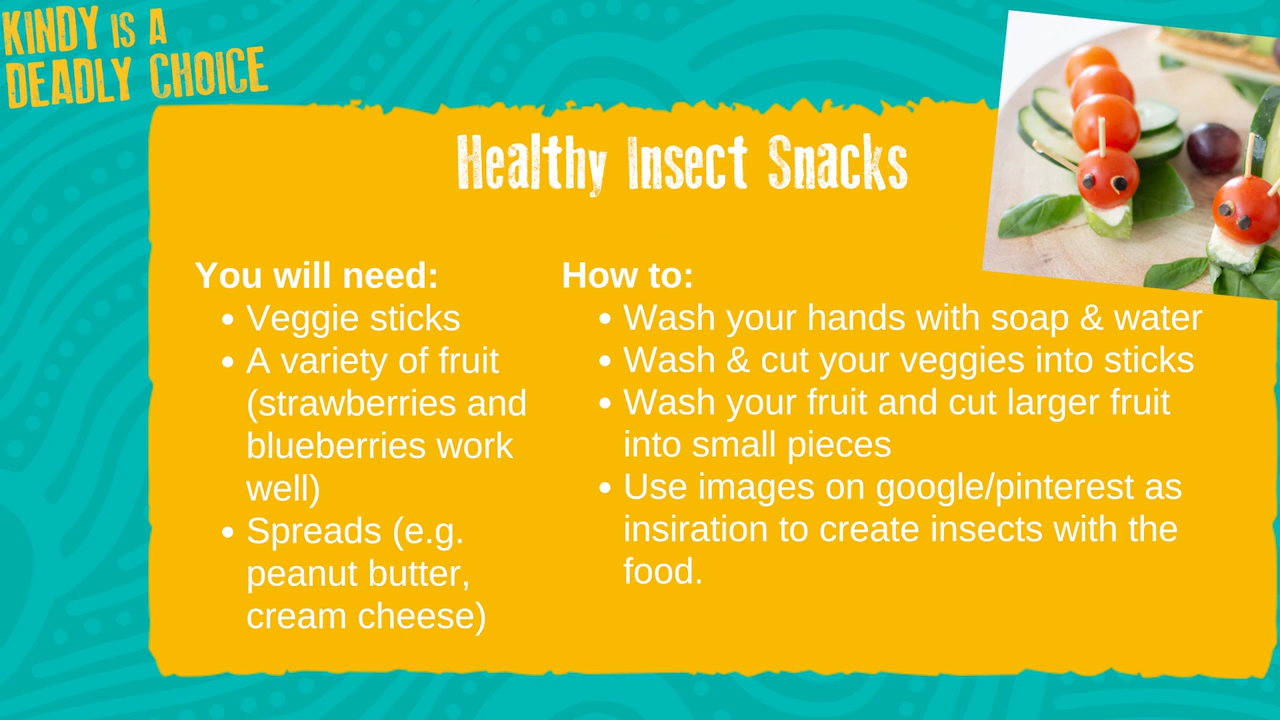 KINDY IS A
DEADLY CHOICE
Healthy Insect Snacks
You will need:
• Veggie sticks
• A variety of fruit
(strawberries and
blueberries work
well)
• Spreads (e.g.
peanut butter,
cream cheese)
How to:
• Wash your hands with soap & water
• Wash & cut your veggies into sticks
• Wash your fruit and cut larger fruit
into small pieces
• Use images on google/pinterest as
insiration to create insects with the
food.